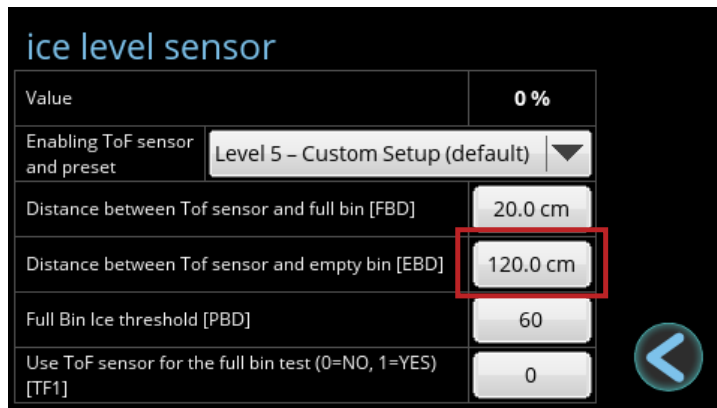 ice level sensor
Value
0 %
Enabling ToF sensor
and preset
Level 5 – Custom Setup (default)
Distance between Tof sensor and full bin [FBD]
20.0 cm
Distance between Tof sensor and empty bin [EBD]
120.0 cm
Full Bin Ice threshold [PBD]
60
Use ToF sensor for the full bin test (0=NO, 1=YES)
[TF1]
0